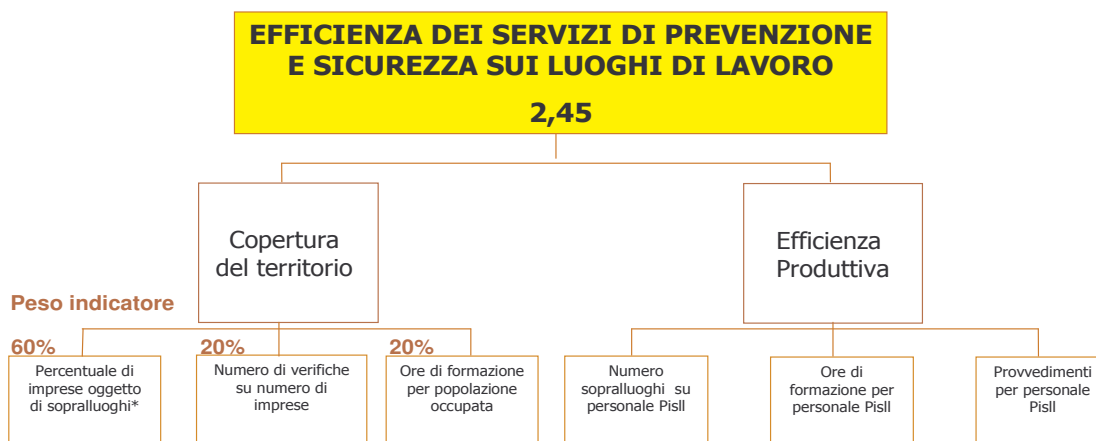 EFFICIENZA DEI SERVIZI DI PREVENZIONE
E SICUREZZA SUI LUOGHI DI LAVORO
2,45
Copertura
del territorio
Efficienza
Produttiva
Peso indicatore
60%
20%
20%
Percentuale di
imprese oggetto
di sopralluoghi*
Numero di verifiche
su numero di
imprese
Ore di formazione
per popolazione
occupata
Numero
sopralluoghi su
personale Pisll
Ore di
formazione per
personale Pisll
Provvedimenti
per personale
Pisll